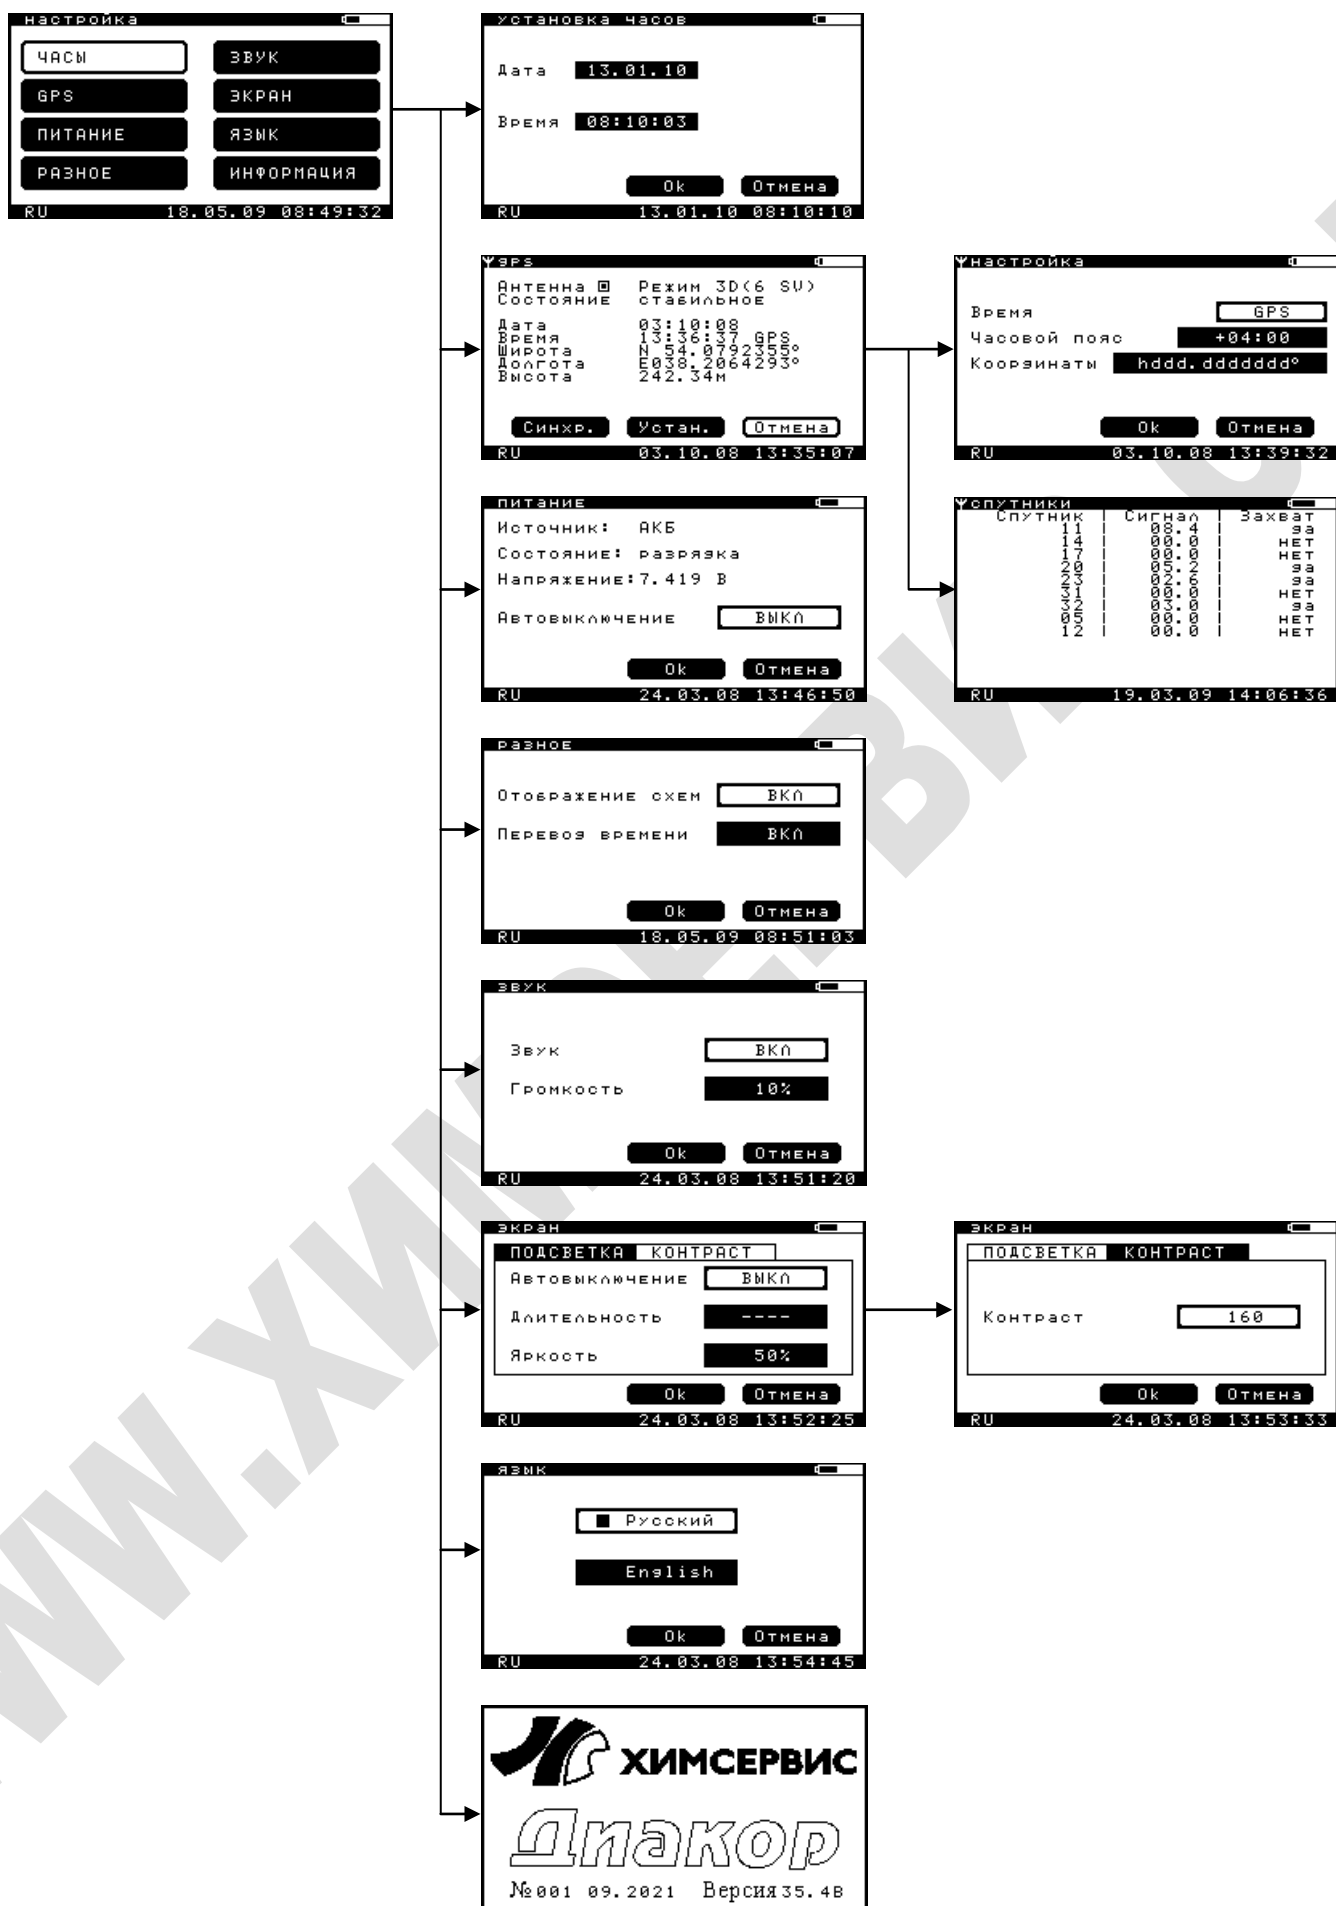 настройка
ЧАСЫ
ЗВУК
GPS
ЭКРАН
ПИТАНИЕ
ЯЗЫК
РАЗНОЕ
ИНФОРМАЦИЯ
RU 18.05.09 08:49:32
установка часов
Дата 13.01.10
Время 08:10:03
Ok Отмена
RU 13.01.10 08:10:10
gps
Антенна Режим 3D(6 SV)
Состояние стабильное
Дата 03:10:08
Время 13:36:37 GPS
Широта N 54.0792355°
Долгота E038.2064293°
Высота 242.34м
Синхр. Устан. Отмена
RU 03.10.08 13:35:07
настройка
Время GPS
Часовой пояс +04:00
Координаты hddd.ddddddd°
Ok Отмена
RU 03.10.08 13:39:32
питание
Источник: АКБ
Состояние: разрядка
Напряжение: 7.419 В
Автовыключение ВЫКЛ
Ok Отмена
RU 24.03.08 13:46:50
спутники
Спутник | Сигнал | Захват
11 | 08.4 | да
14 | 00.0 | нет
17 | 00.0 | нет
20 | 05.2 | да
23 | 02.6 | да
31 | 00.0 | нет
32 | 03.0 | да
05 | 00.0 | нет
12 | 00.0 | нет
RU 19.03.09 14:06:36
разное
Отображение схем ВКЛ
Перевод времени ВКЛ
Ok Отмена
RU 18.05.09 08:51:03
звук
Звук ВКЛ
Громкость 10%
Ok Отмена
RU 24.03.08 13:51:20
экран
ПОДСВЕТКА КОНТРАСТ
Автовыключение ВЫКЛ
Длительность ----
Яркость 50%
Ok Отмена
RU 24.03.08 13:52:25
экран
ПОДСВЕТКА КОНТРАСТ
Контраст 160
Ok Отмена
RU 24.03.08 13:53:33
язык
Русский
English
Ok Отмена
RU 24.03.08 13:54:45
ХИМСЕРВИС
Диакор
№001 09.2021 Версия35.4В